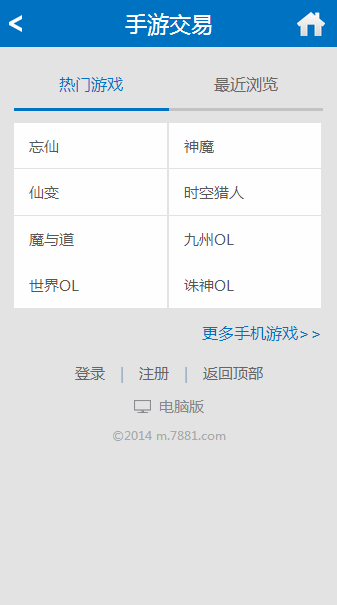 <
手游交易
热门游戏 最近浏览
忘仙 神魔
仙变 时空猎人
魔与道 九州OL
世界OL 诛神OL
更多手机游戏>>
登录 | 注册 | 返回顶部
电脑版
©2014 m.7881.com